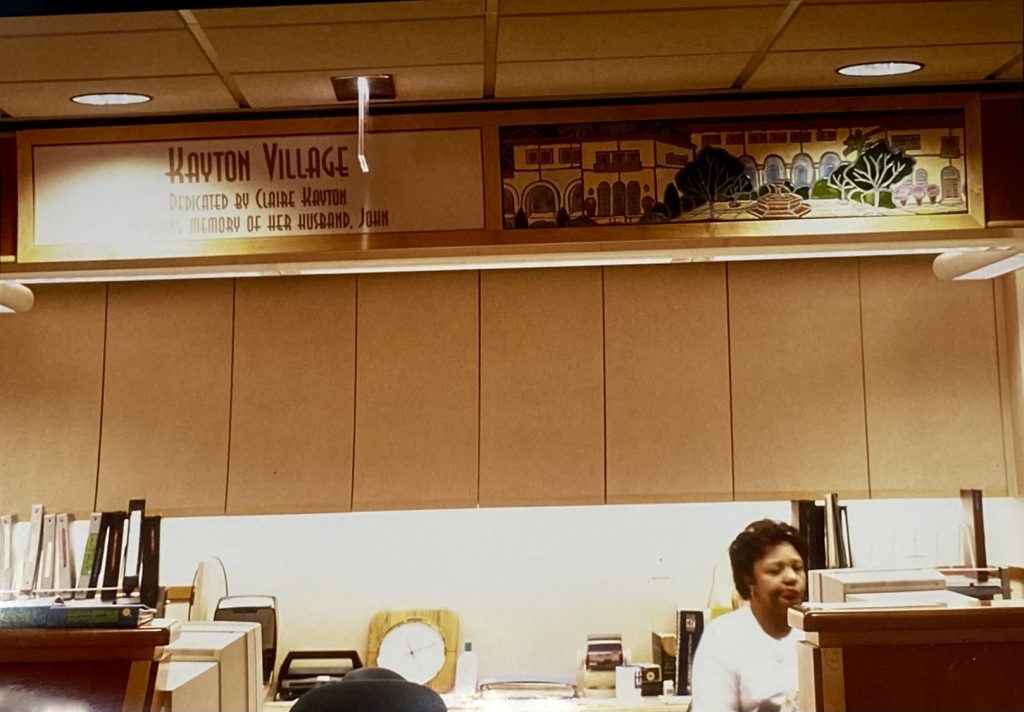 KAYTON VILLAGE
DEDICATED BY CLAIRE KAYTON
MEMORY OF HER HUSBAND, JOHN